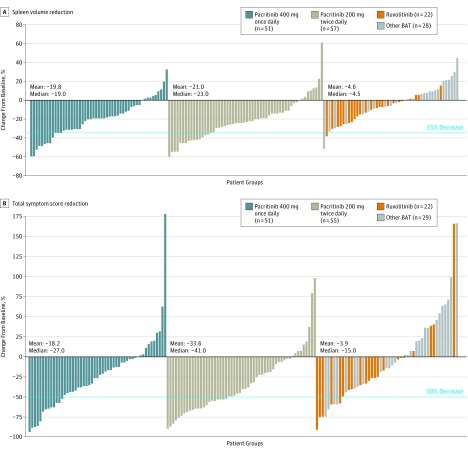 A Spleen volume reduction
Pacritinib 400 mg
once daily
(n = 51)
Pacritinib 200 mg
twice daily
(n = 57)
Ruxolitinib (n = 22)
Other BAT (n = 28)
Change From Baseline, %
80
60
40
20
0
−20
−40
−60
−80
Mean: −19.8
Median: −19.0
Mean: −21.0
Median: −23.0
Mean: −4.6
Median: −4.5
35% Decrease
Patient Groups
B Total symptom score reduction
Pacritinib 400 mg
once daily
(n = 51)
Pacritinib 200 mg
twice daily
(n = 55)
Ruxolitinib (n = 22)
Other BAT (n = 29)
Change From Baseline, %
175
150
125
100
75
50
25
0
−25
−50
−75
−100
Mean: −18.2
Median: −27.0
Mean: −33.6
Median: −41.0
Mean: −3.9
Median: −15.0
50% Decrease
Patient Groups